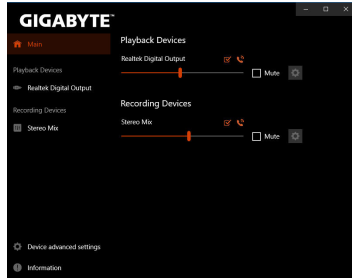 GIGABYTE™
Main
Playback Devices
Realtek Digital Output
Recording Devices
Stereo Mix
Device advanced settings
Information
Playback Devices
Realtek Digital Output
Mute
Recording Devices
Stereo Mix
Mute